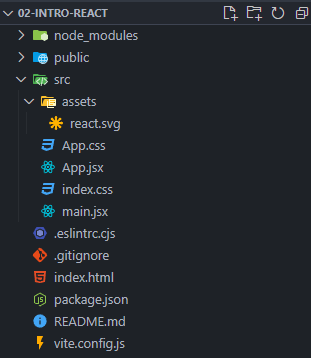 02-INTRO-REACT
node_modules
public
src
assets
react.svg
App.css
App.jsx
index.css
main.jsx
.eslintrc.cjs
.gitignore
index.html
package.json
README.md
vite.config.js